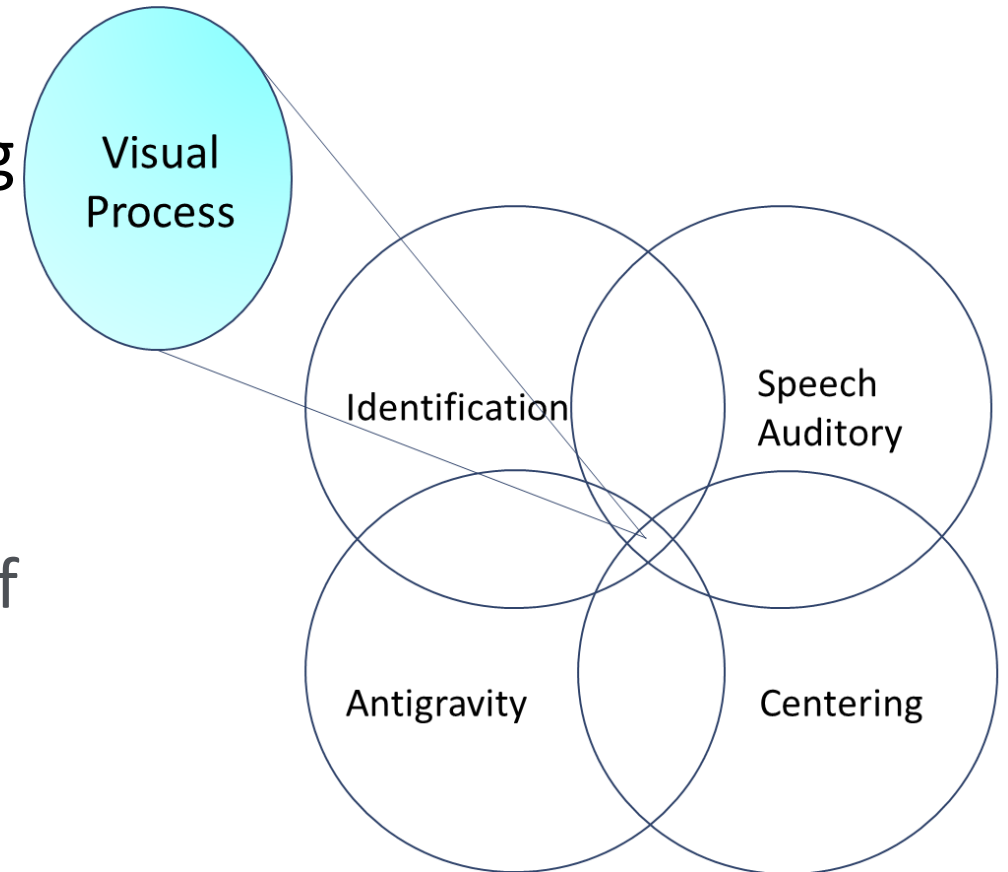 g
Visual
Process
Identification
Speech
Auditory
f
Antigravity
Centering